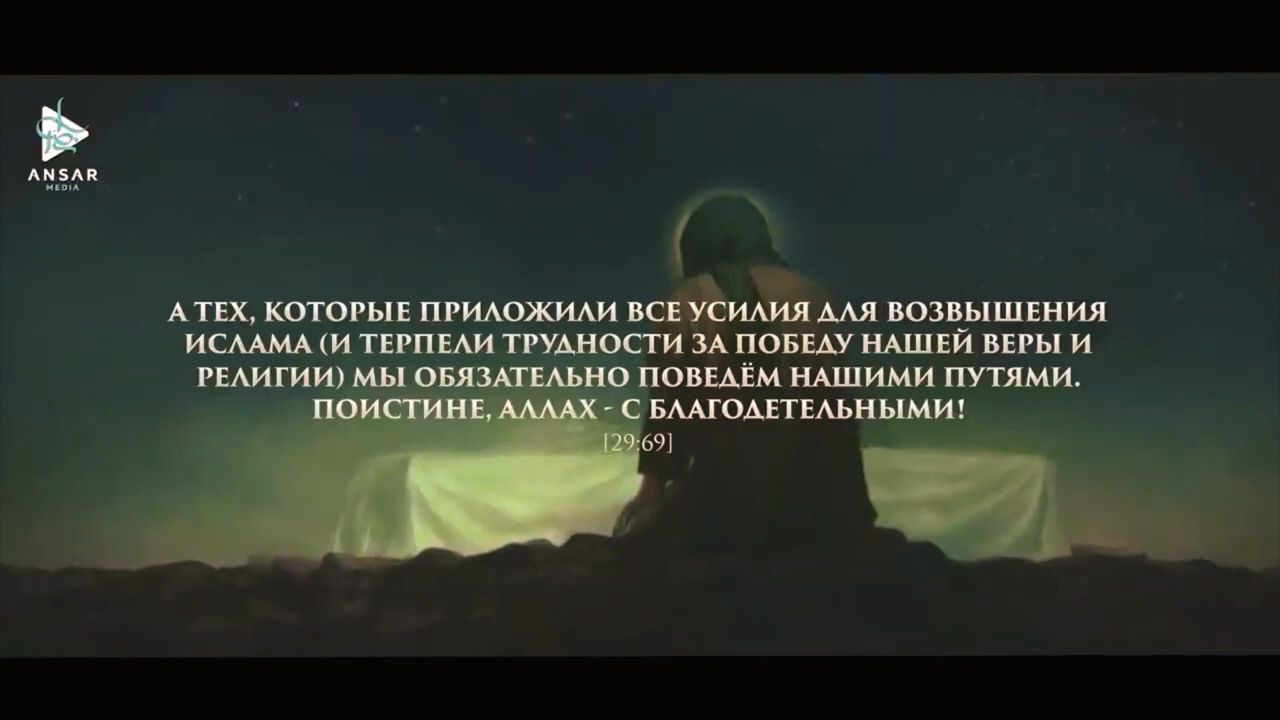 ANSAR
MEDIA
А ТЕХ, КОТОРЫЕ ПРИЛОЖИЛИ ВСЕ УСИЛИЯ ДЛЯ ВОЗВЫШЕНИЯ
ИСЛАМА (И ТЕРПЕЛИ ТРУДНОСТИ ЗА ПОБЕДУ НАШЕЙ ВЕРЫ И
РЕЛИГИИ) МЫ ОБЯЗАТЕЛЬНО ПОВЕДЁМ НАШИМИ ПУТЯМИ.
ПОИСТИНЕ, АЛЛАХ - С БЛАГОДЕТЕЛЬНЫМИ!
[29:69]